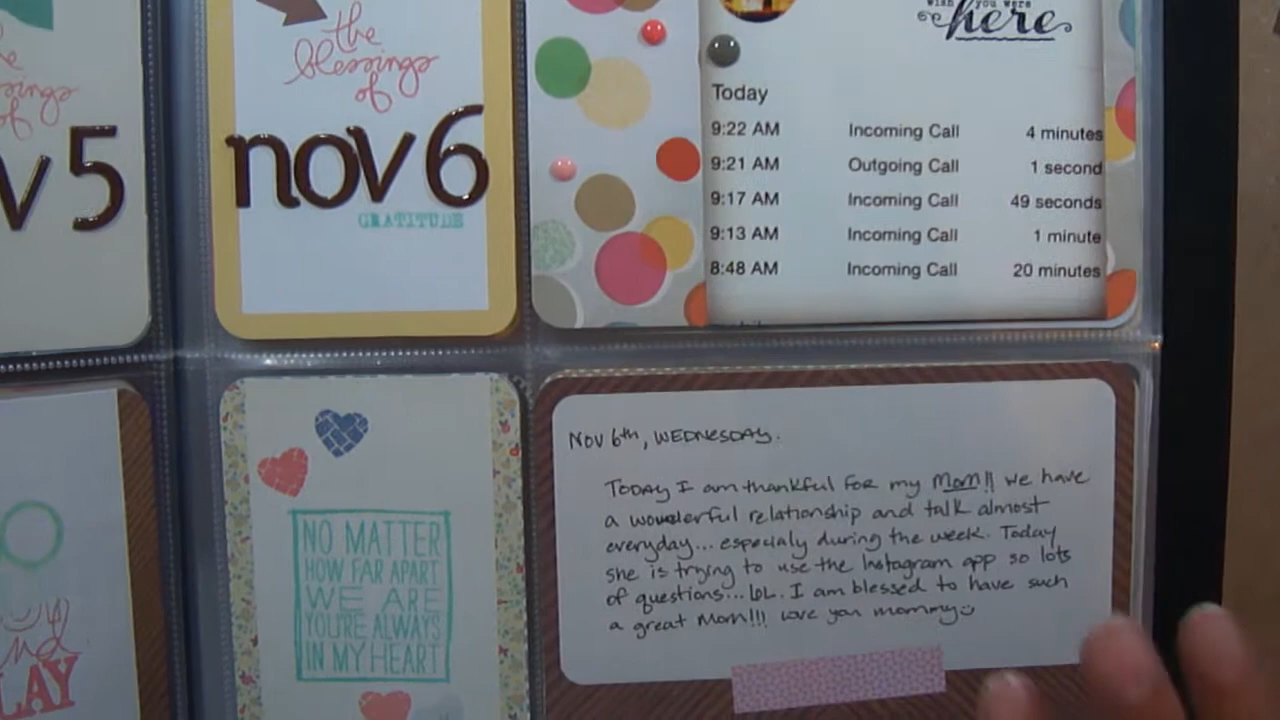 the
blessings
of
nov 6
GRATITUDE
v 5
wish you were
here
Today
9:22 AM Incoming Call 4 minutes
9:21 AM Outgoing Call 1 second
9:17 AM Incoming Call 49 seconds
9:13 AM Incoming Call 1 minute
8:48 AM Incoming Call 20 minutes
NO MATTER
HOW FAR APART
WE ARE
YOU'RE ALWAYS
IN MY HEART
Nov 6th, WEDNESDAY.
TODAY I am thankful for my Mom!! we have
a wonderful relationship and talk almost
everyday... especialy during the week. Today
she is trying to use the Instagram app so lots
of questions... LOL. I am blessed to have such
a great Mom!!! Love you mommy
LAY